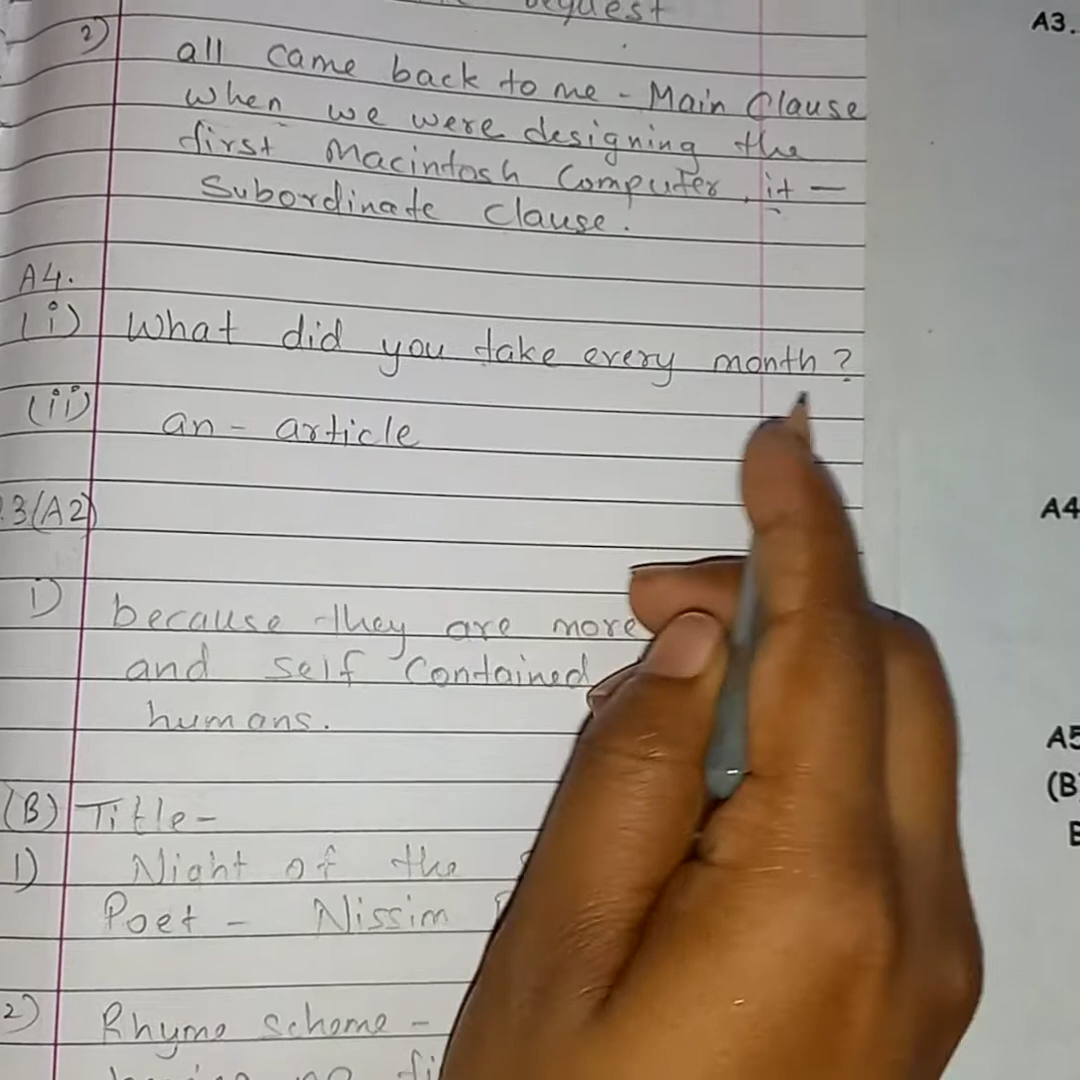 request
2) all came back to me - Main Clause
when we were designing the
first Macintosh Computer, it -
Subordinate Clause.
A4.
(i) What did you take every month?
(ii) an - article
3(A2)
1) because they are more
and self Contained
humans.
(B) Title -
1) Night of the
Poet - Nissim
2) Rhyme scheme -
no
A3.
A4
A5
(B